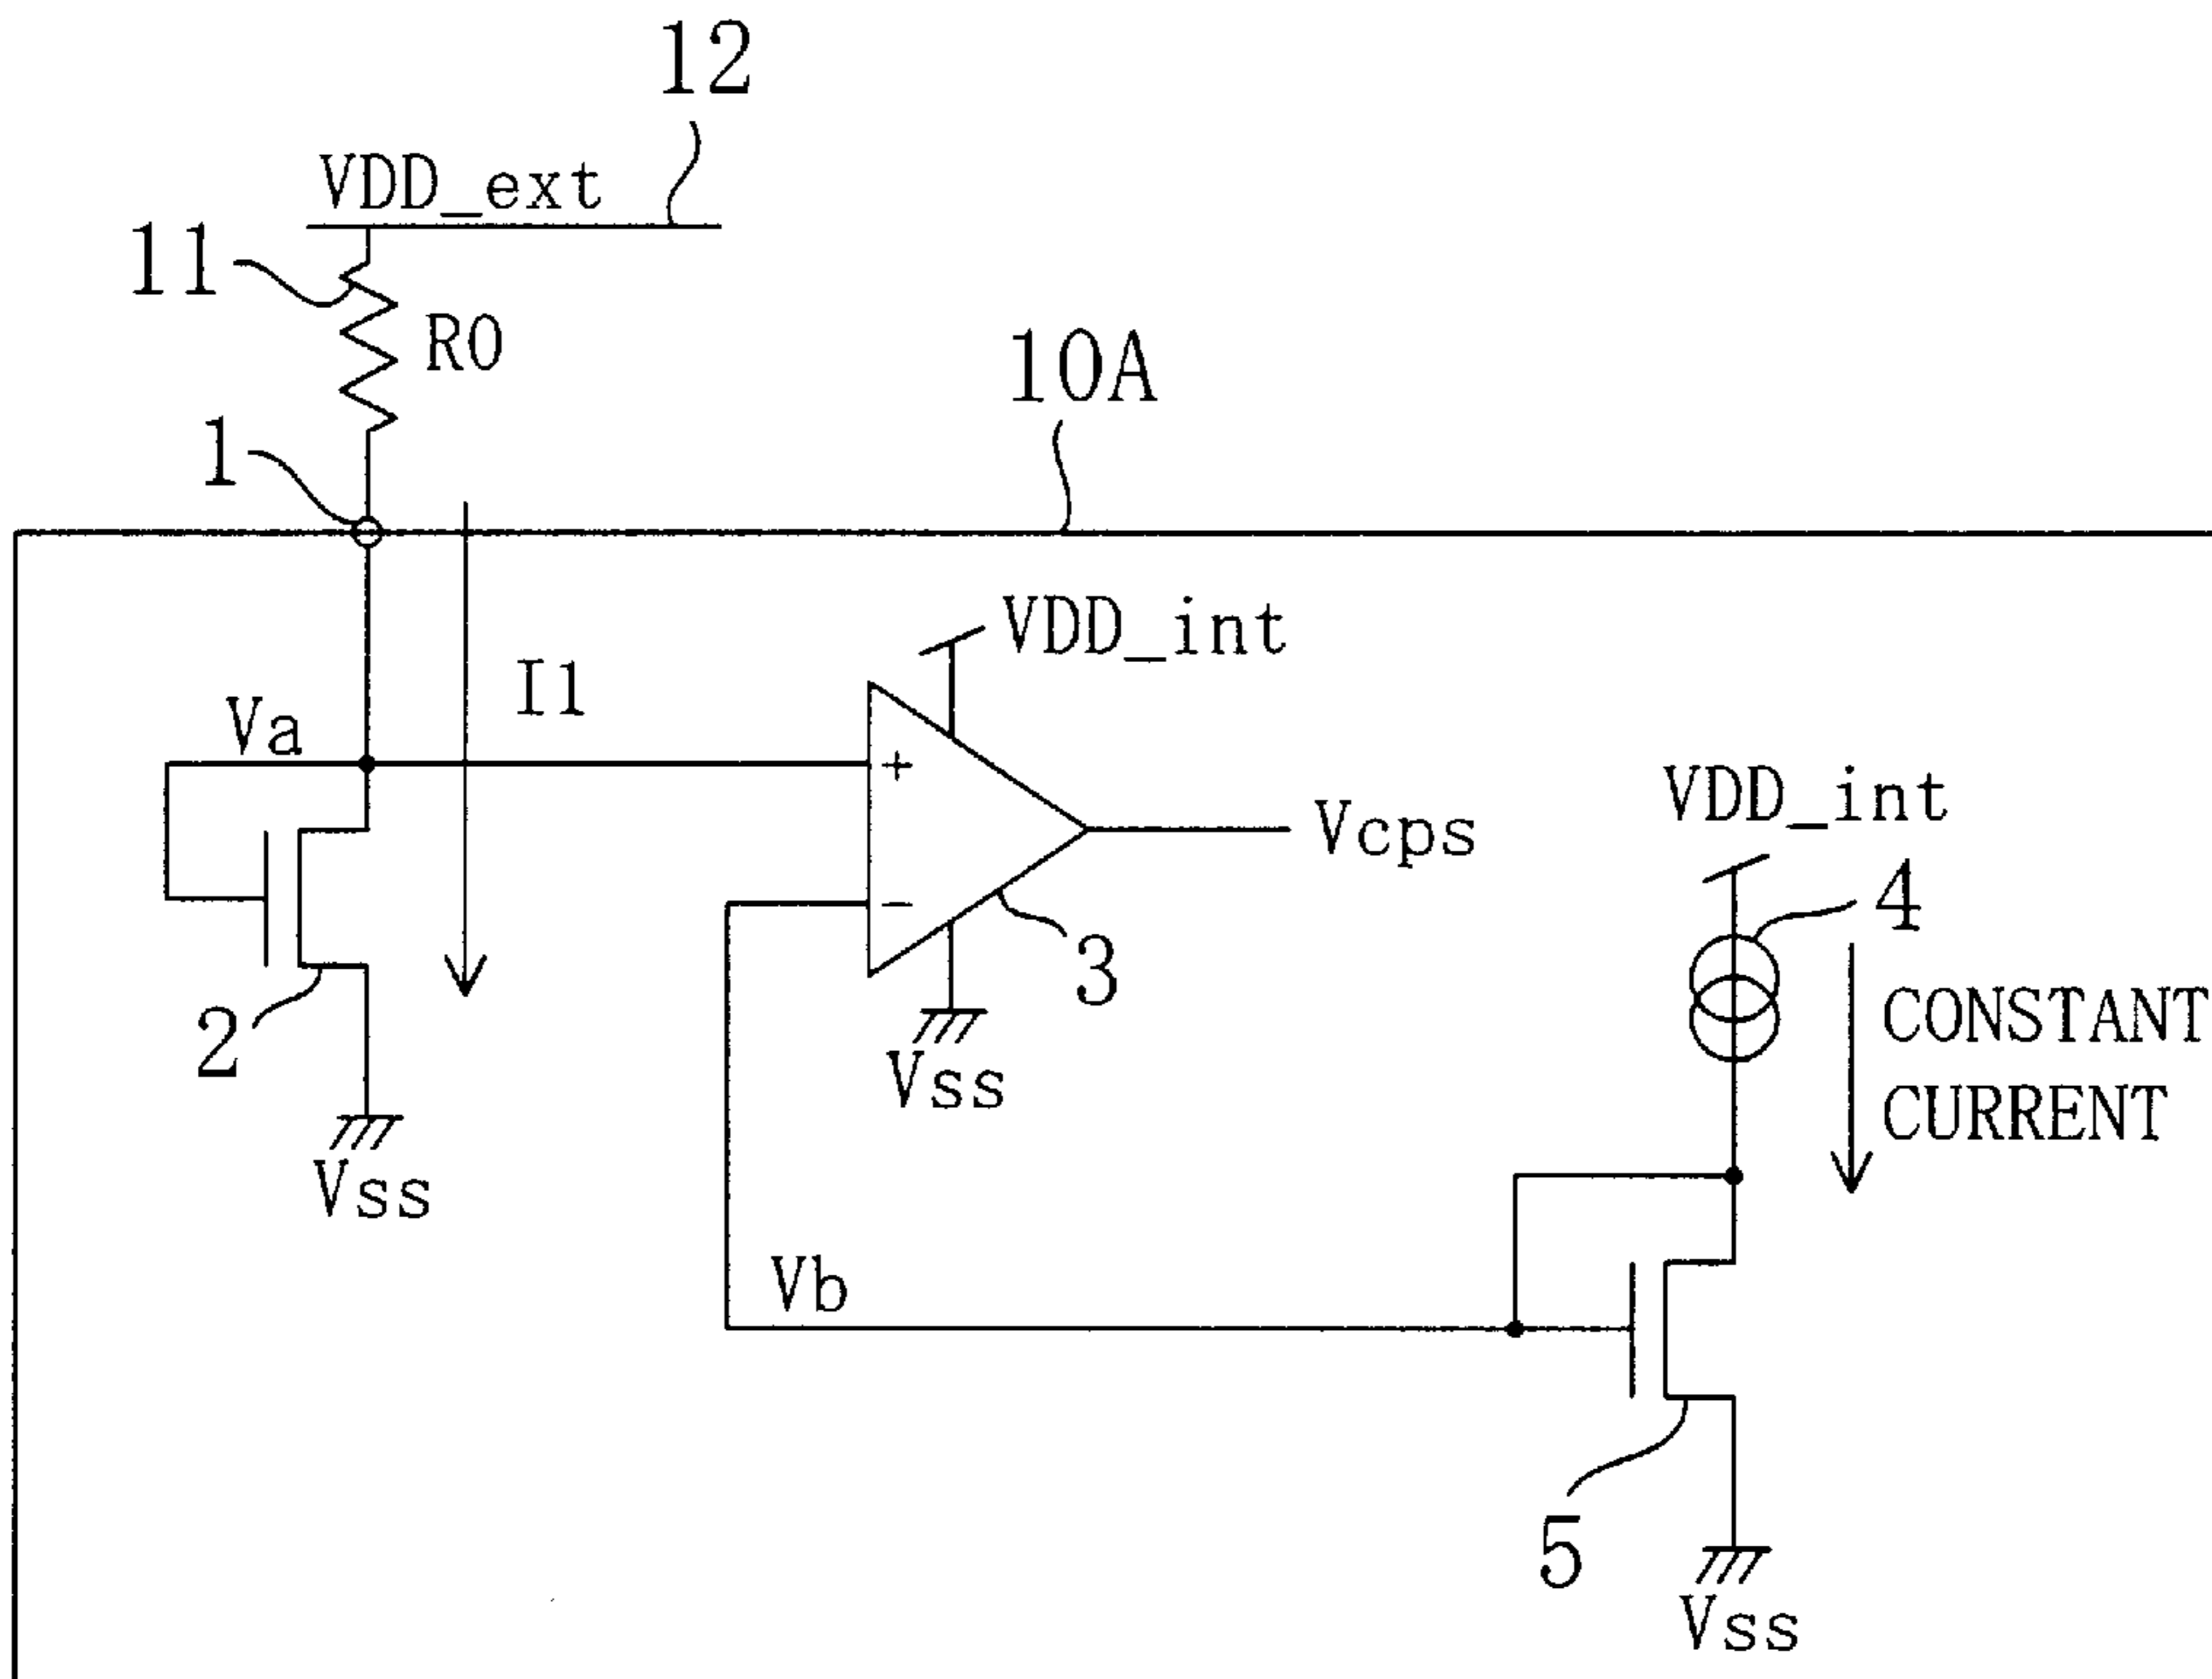 12
VDD_ext
11
R0
10A
1
VDD_int
I1
Va
+
VDD_int
Vcps
4
-
3
2
CONSTANT
Vss
CURRENT
Vss
Vb
5
Vss